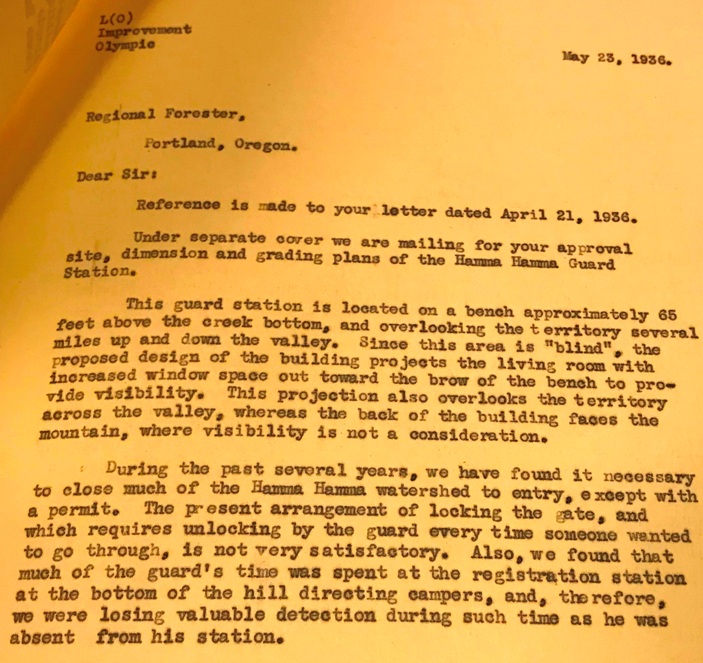 L(O)
Improvement
Olympic
May 23, 1936.
Regional Forester,
Portland, Oregon.
Dear Sir:
Reference is made to your letter dated April 21, 1936.
Under separate cover we are mailing for your approval
site, dimension and grading plans of the Hamma Hamma Guard
Station.
This guard station is located on a bench approximately 65
feet above the creek bottom, and overlooking the territory several
miles up and down the valley. Since this area is "blind", the
proposed design of the building projects the living room with
increased window space out toward the brow of the bench to pro-
vide visibility. This projection also overlooks the territory
across the valley, whereas the back of the building faces the
mountain, where visibility is not a consideration.
During the past several years, we have found it necessary
to close much of the Hamma Hamma watershed to entry, except with
a permit. The present arrangement of locking the gate, and
which requires unlocking by the guard every time someone wanted
to go through, is not very satisfactory. Also, we found that
much of the guard's time was spent at the registration station
at the bottom of the hill directing campers, and, therefore,
we were losing valuable detection during such time as he was
absent from his station.